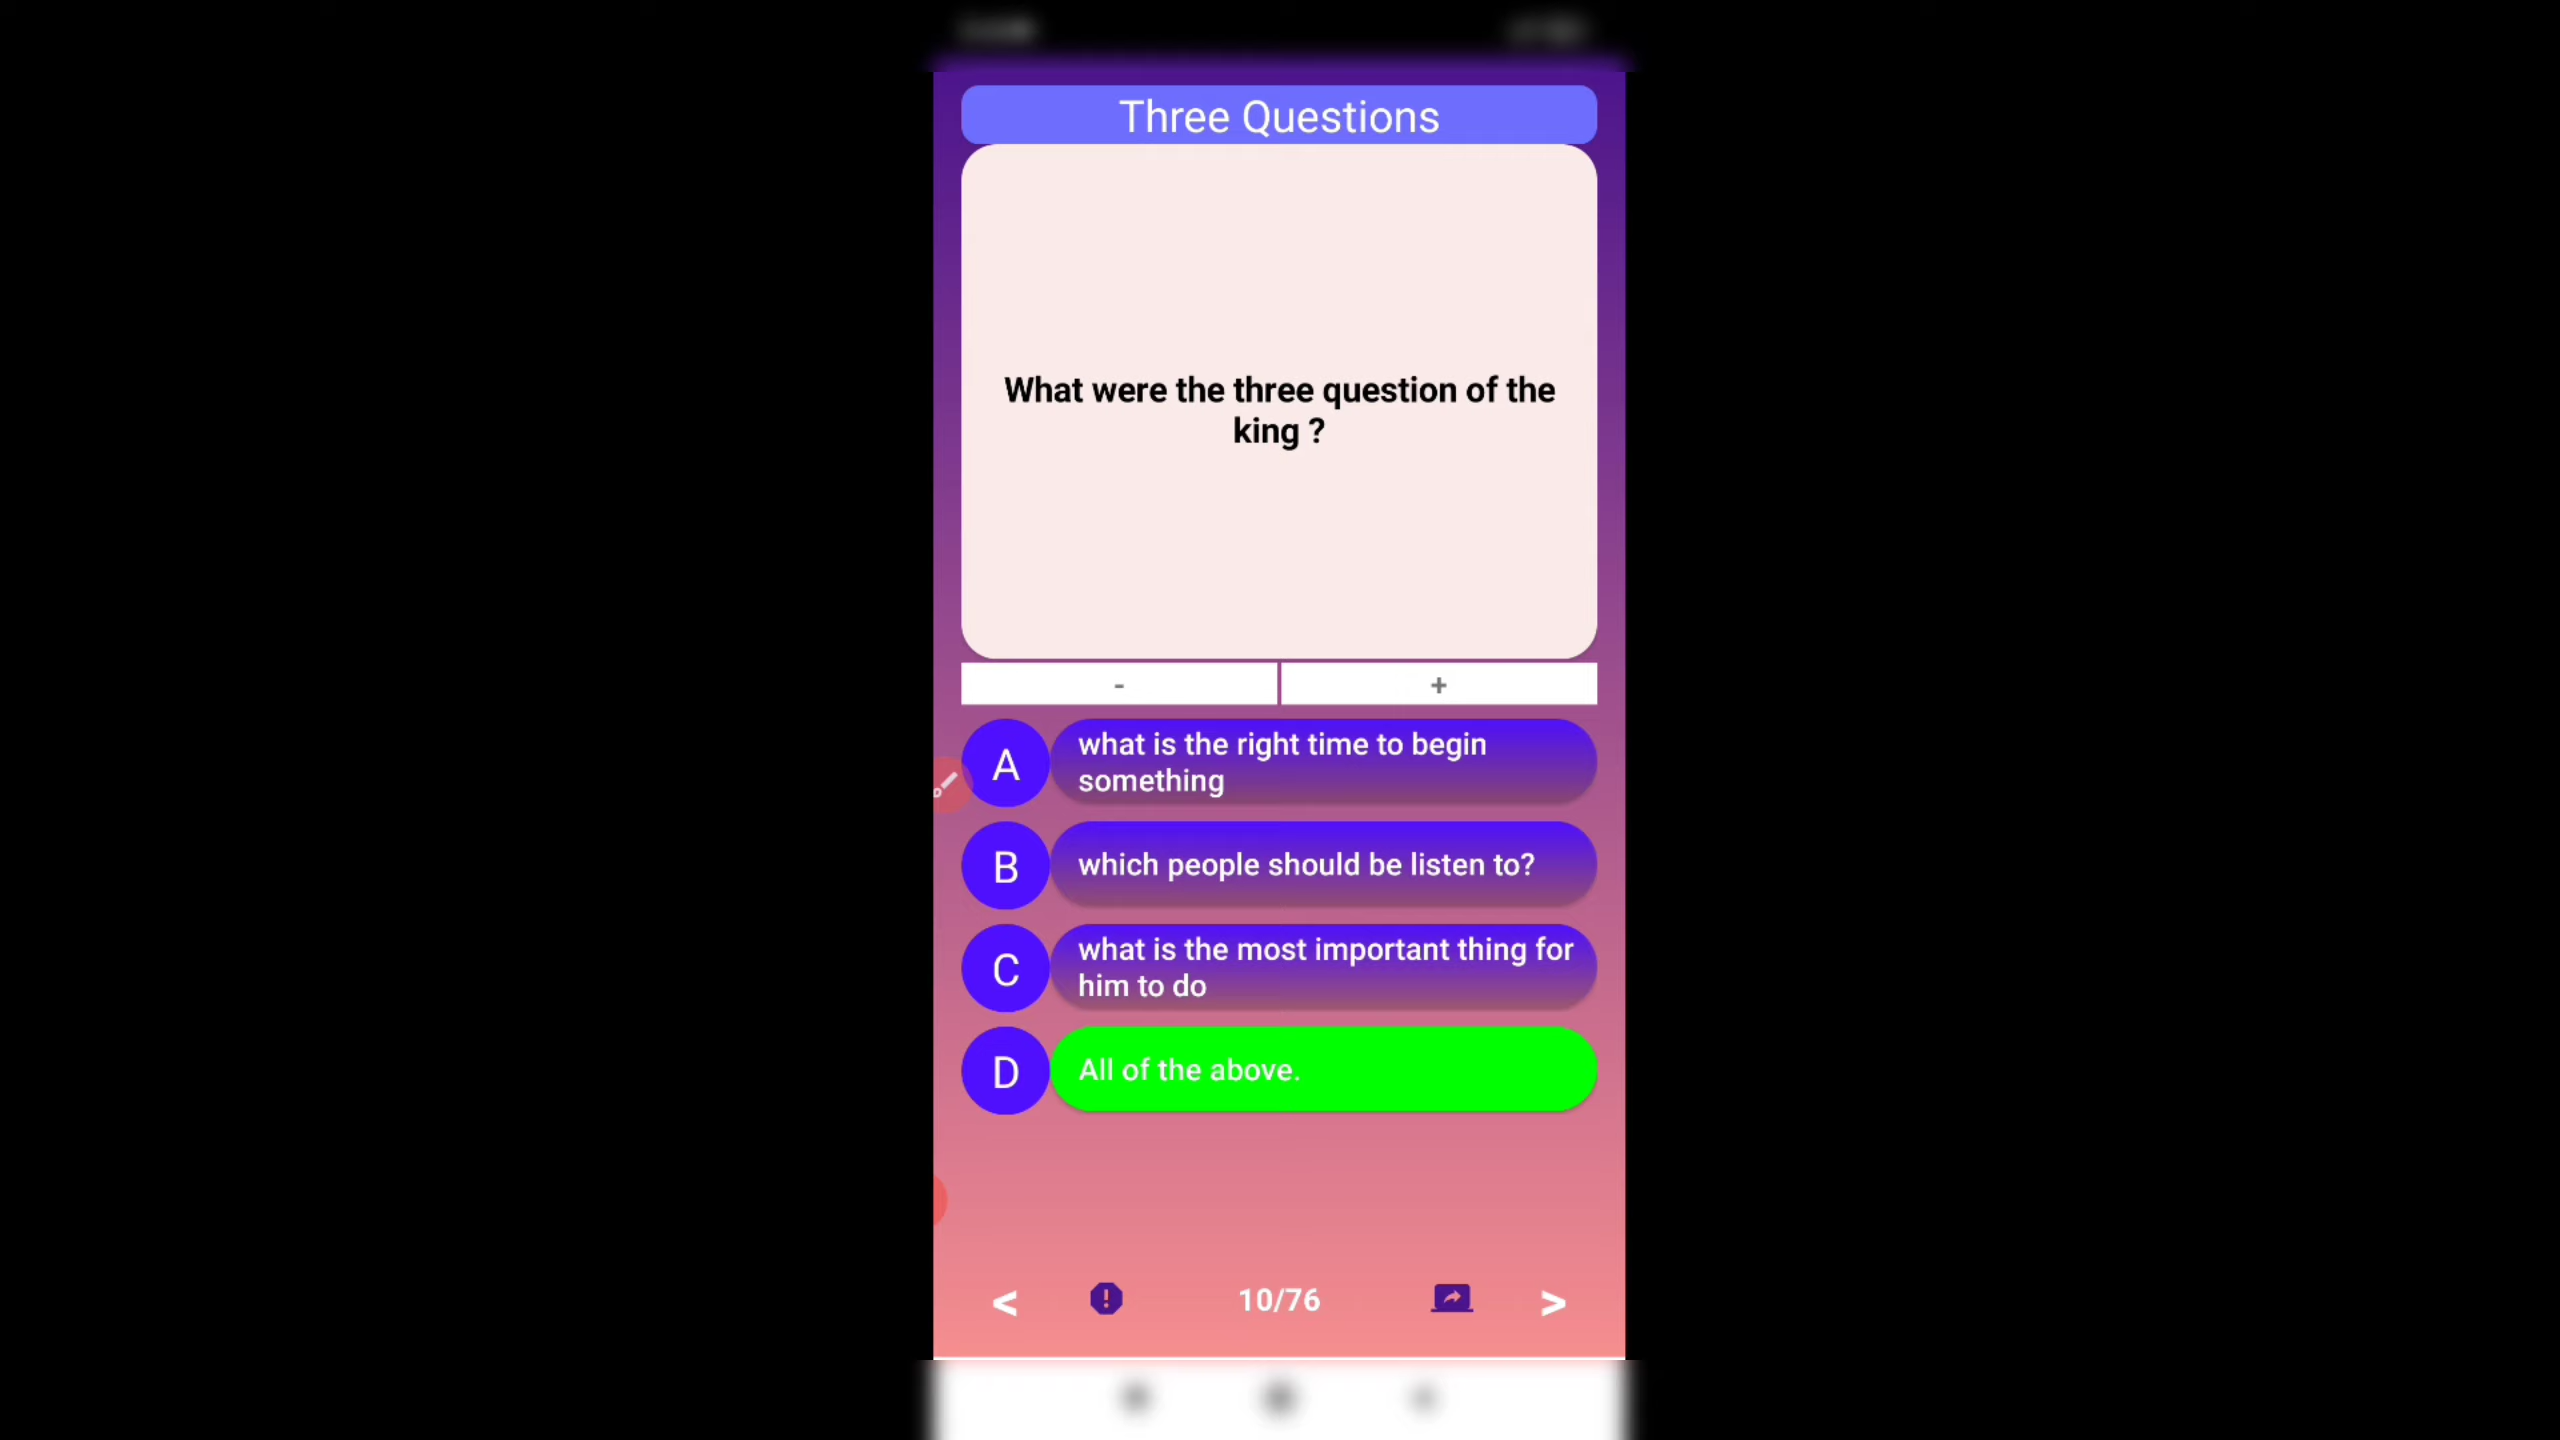 Three Questions
What were the three question of the
king ?
-
+
A
what is the right time to begin
something
B
which people should be listen to?
C
what is the most important thing for
him to do
D
All of the above.
<
!
10/76
>